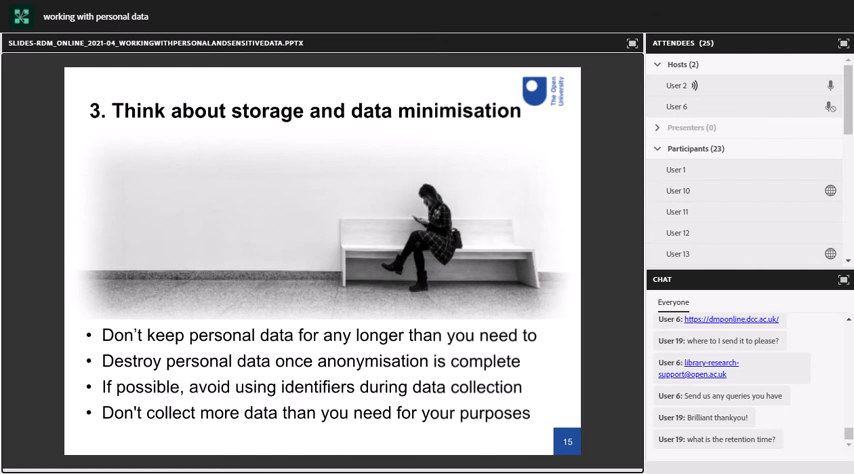 working with personal data
SLIDES-RDM_ONLINE_2021-04_WORKINGWITHPERSONALANDSENSITIVEDATA.PPTX
3. Think about storage and data minimisation
The Open
University
• Don't keep personal data for any longer than you need to
• Destroy personal data once anonymisation is complete
• If possible, avoid using identifiers during data collection
• Don't collect more data than you need for your purposes
15
ATTENDEES (25)
Hosts (2)
User 2
User 6
Presenters (0)
Participants (23)
User 1
User 10
User 11
User 12
User 13
CHAT
Everyone
User 6: https://dmponline.dcc.ac.uk/
User 19: where to I send it to please?
User 6: library-research-
support@open.ac.uk
User 6: Send us any queries you have
User 19: Brilliant thankyou!
User 19: what is the retention time?